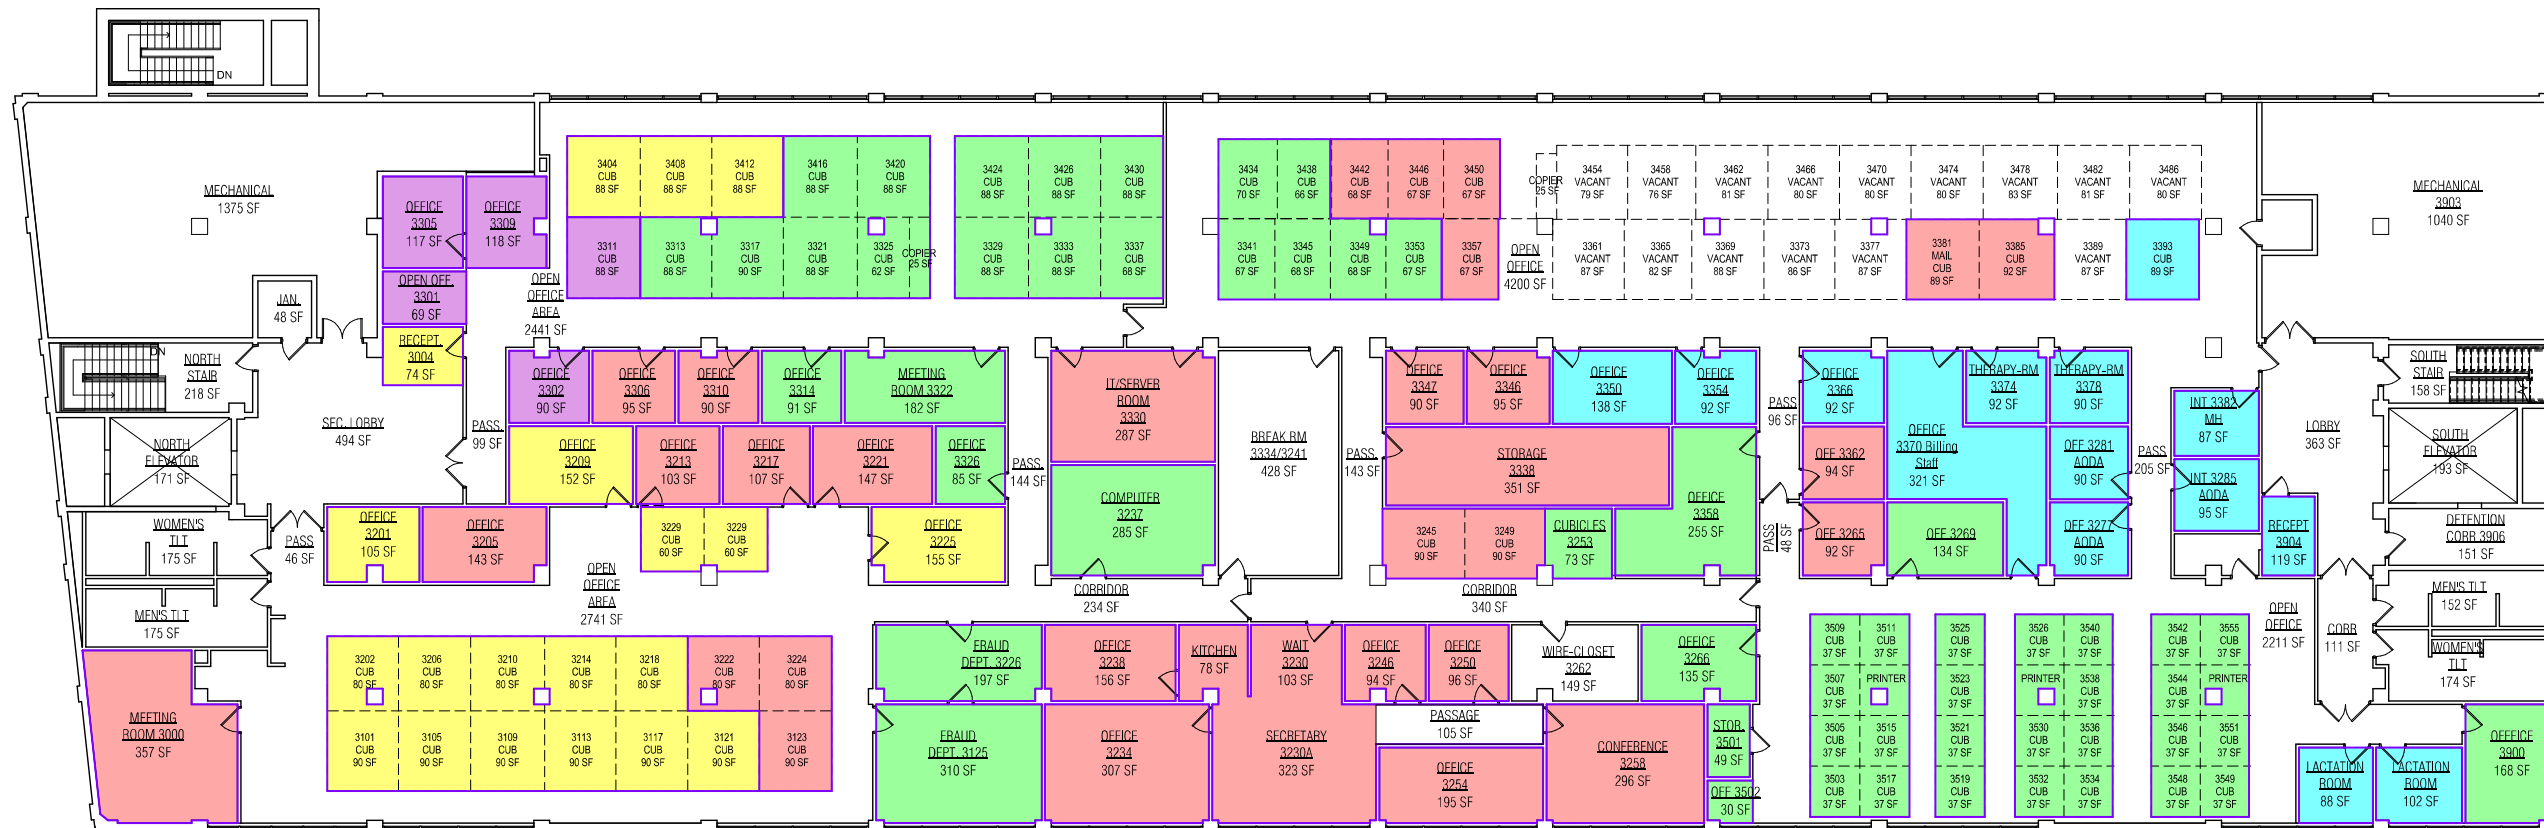 DN
MECHANICAL
1375 SF
OFFICE
3305
117 SF
OFFICE
3309
118 SF
OPEN OFF.
3301
69 SF
RECEPT.
3004
74 SF
JAN.
48 SF
DN
NORTH
STAIR
218 SF
SEC. LOBBY
494 SF
NORTH
ELEVATOR
171 SF
WOMEN'S
TLT
175 SF
MEN'S TLT
175 SF
PASS
46 SF
PASS.
99 SF
MEETING
ROOM 3000
357 SF
OPEN
OFFICE
AREA
2441 SF
3404
CUB
88 SF
3408
CUB
88 SF
3412
CUB
88 SF
3416
CUB
88 SF
3420
CUB
88 SF
3311
CUB
88 SF
3313
CUB
88 SF
3317
CUB
90 SF
3321
CUB
88 SF
3325
CUB
62 SF
COPIER
25 SF
3424
CUB
88 SF
3426
CUB
88 SF
3430
CUB
88 SF
3329
CUB
88 SF
3333
CUB
88 SF
3337
CUB
68 SF
3434
CUB
70 SF
3438
CUB
66 SF
3442
CUB
68 SF
3446
CUB
67 SF
3450
CUB
67 SF
3341
CUB
67 SF
3345
CUB
68 SF
3349
CUB
68 SF
3353
CUB
67 SF
3357
CUB
67 SF
OPEN
OFFICE
4200 SF
COPIER
25 SF
3454
VACANT
79 SF
3458
VACANT
76 SF
3462
VACANT
81 SF
3466
VACANT
80 SF
3470
VACANT
80 SF
3474
VACANT
80 SF
3478
VACANT
83 SF
3482
VACANT
81 SF
3486
VACANT
80 SF
3361
VACANT
87 SF
3365
VACANT
82 SF
3369
VACANT
88 SF
3373
VACANT
86 SF
3377
VACANT
87 SF
3381
MAIL
CUB
89 SF
3385
CUB
92 SF
3389
VACANT
87 SF
3393
CUB
89 SF
MECHANICAL
3903
1040 SF
OFFICE
3302
90 SF
OFFICE
3306
95 SF
OFFICE
3310
90 SF
OFFICE
3314
91 SF
MEETING
ROOM 3322
182 SF
OFFICE
3209
152 SF
OFFICE
3213
103 SF
OFFICE
3217
107 SF
OFFICE
3221
147 SF
OFFICE
3326
85 SF
OFFICE
3201
105 SF
OFFICE
3205
143 SF
3229
CUB
60 SF
3229
CUB
60 SF
OFFICE
3225
155 SF
PASS.
144 SF
IT/SERVER
ROOM
3330
287 SF
COMPUTER
3237
285 SF
BREAK RM
3334/3241
428 SF
PASS.
143 SF
OFFICE
3347
90 SF
OFFICE
3346
95 SF
OFFICE
3350
138 SF
OFFICE
3354
92 SF
STORAGE
3338
351 SF
3245
CUB
90 SF
3249
CUB
90 SF
CUBICLES
3253
73 SF
OFFICE
3358
255 SF
PASS
96 SF
PASS
48 SF
OFFICE
3366
92 SF
OFF 3362
94 SF
OFF 3265
92 SF
OFFICE
3370 Billing
Staff
321 SF
OFF 3269
134 SF
THERAPY-RM
3374
92 SF
THERAPY-RM
3378
90 SF
OFF 3281
AODA
90 SF
OFF 3277
AODA
90 SF
PASS
205 SF
INT 3382
MH
87 SF
INT 3285
AODA
95 SF
RECEPT
3904
119 SF
LOBBY
363 SF
SOUTH
STAIR
158 SF
SOUTH
ELEVATOR
193 SF
DETENTION
CORR 3906
151 SF
MEN'S TLT
152 SF
WOMEN'S
TLT
174 SF
CORR
111 SF
OPEN
OFFICE
AREA
2741 SF
CORRIDOR
234 SF
CORRIDOR
340 SF
3202
CUB
80 SF
3206
CUB
80 SF
3210
CUB
80 SF
3214
CUB
80 SF
3218
CUB
80 SF
3222
CUB
80 SF
3224
CUB
80 SF
3101
CUB
90 SF
3105
CUB
90 SF
3109
CUB
90 SF
3113
CUB
90 SF
3117
CUB
90 SF
3121
CUB
90 SF
3123
CUB
90 SF
FRAUD
DEPT. 3226
197 SF
FRAUD
DEPT. 3125
310 SF
OFFICE
3238
156 SF
OFFICE
3234
307 SF
KITCHEN
78 SF
WAIT
3230
103 SF
SECRETARY
3230A
323 SF
OFFICE
3246
94 SF
OFFICE
3250
96 SF
WIRE-CLOSET
3262
149 SF
OFFICE
3266
135 SF
PASSAGE
105 SF
OFFICE
3254
195 SF
CONFERENCE
3258
296 SF
STOR.
3501
49 SF
OFF 3502
30 SF
3509
CUB
37 SF
3511
CUB
37 SF
3507
CUB
37 SF
PRINTER
3505
CUB
37 SF
3515
CUB
37 SF
3503
CUB
37 SF
3517
CUB
37 SF
3525
CUB
37 SF
3523
CUB
37 SF
3521
CUB
37 SF
3519
CUB
37 SF
3526
CUB
37 SF
3540
CUB
37 SF
PRINTER
3538
CUB
37 SF
3530
CUB
37 SF
3536
CUB
37 SF
3532
CUB
37 SF
3534
CUB
37 SF
3542
CUB
37 SF
3555
CUB
37 SF
3544
CUB
37 SF
PRINTER
3546
CUB
37 SF
3551
CUB
37 SF
3548
CUB
37 SF
3549
CUB
37 SF
OPEN
OFFICE
2211 SF
LACTATION
ROOM
88 SF
LACTATION
ROOM
102 SF
OFFICE
3900
168 SF